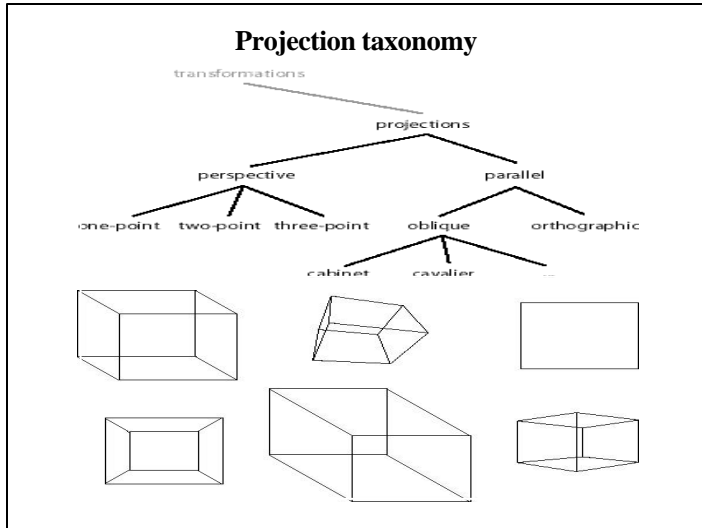 Projection taxonomy
transformations
projections
perspective parallel
one-point two-point three-point oblique orthographic
cabinet cavalier